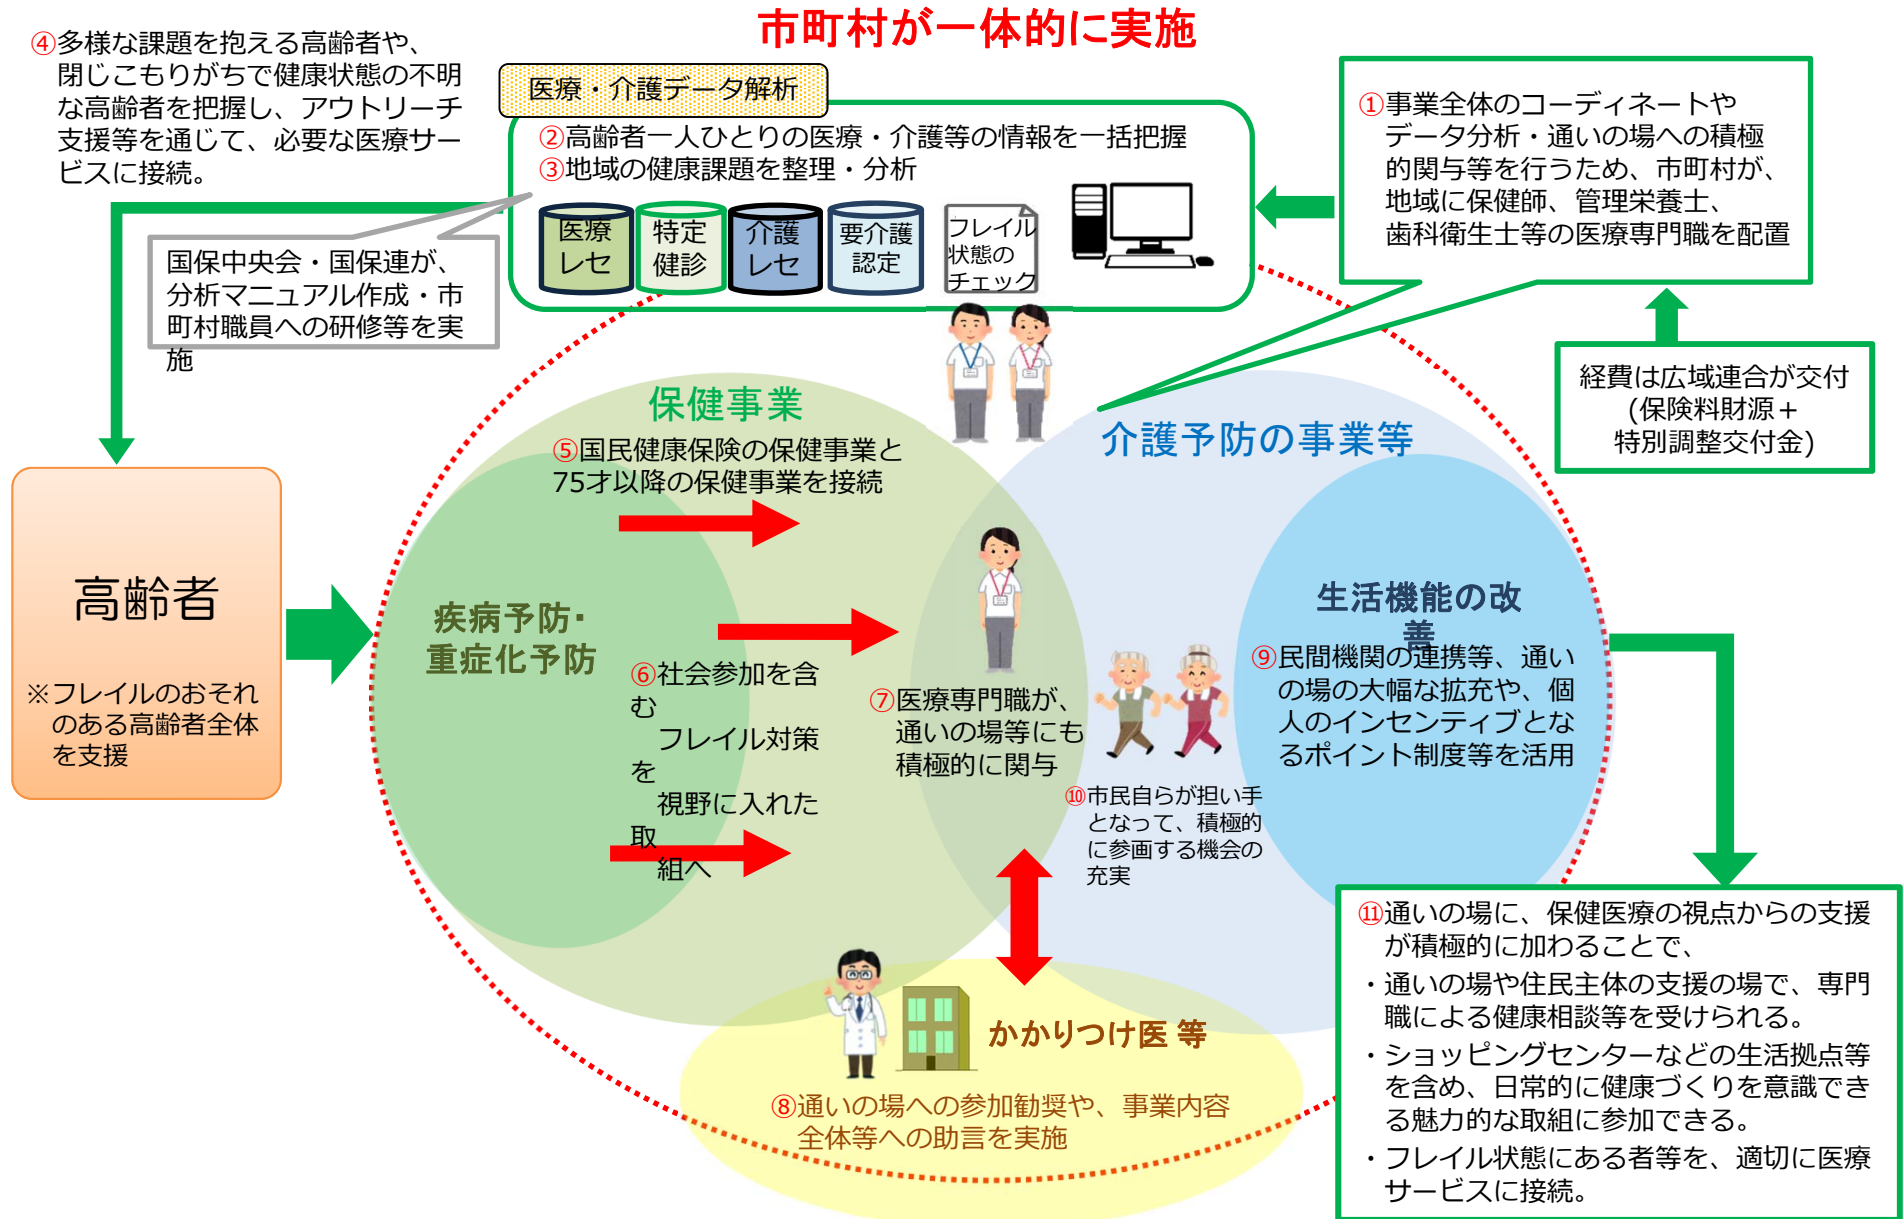 市町村が一体的に実施
④多様な課題を抱える高齢者や、
閉じこもりがちで健康状態の不明
な高齢者を把握し、アウトリーチ
支援等を通じて、必要な医療サー
ビスに接続。
医療・介護データ解析
②高齢者一人ひとりの医療・介護等の情報を一括把握
③地域の健康課題を整理・分析
医療
レセ
特定
健診
介護
レセ
要介護
認定
フレイル
状態の
チェック
①事業全体のコーディネートや
データ分析・通いの場への積極
的関与等を行うため、市町村が、
地域に保健師、管理栄養士、
歯科衛生士等の医療専門職を配置
国保中央会・国保連が、
分析マニュアル作成・市
町村職員への研修等を実
施
経費は広域連合が交付
(保険料財源＋
特別調整交付金)
保健事業
⑤国民健康保険の保健事業と
75才以降の保健事業を接続
介護予防の事業等
高齢者
※フレイルのおそれ
のある高齢者全体
を支援
疾病予防・
重症化予防
⑥社会参加を含
む
フレイル対策
を
視野に入れた
取
組へ
⑦医療専門職が、
通いの場等にも
積極的に関与
生活機能の改
善
⑨民間機関の連携等、通い
の場の大幅な拡充や、個
人のインセンティブとな
るポイント制度等を活用
⑩市民自らが担い手
となって、積極的
に参画する機会の
充実
かかりつけ医 等
⑧通いの場への参加勧奨や、事業内容
全体等への助言を実施
⑪通いの場に、保健医療の視点からの支援
が積極的に加わることで、
・通いの場や住民主体の支援の場で、専門
職による健康相談等を受けられる。
・ショッピングセンターなどの生活拠点等
を含め、日常的に健康づくりを意識でき
る魅力的な取組に参加できる。
・フレイル状態にある者等を、適切に医療
サービスに接続。